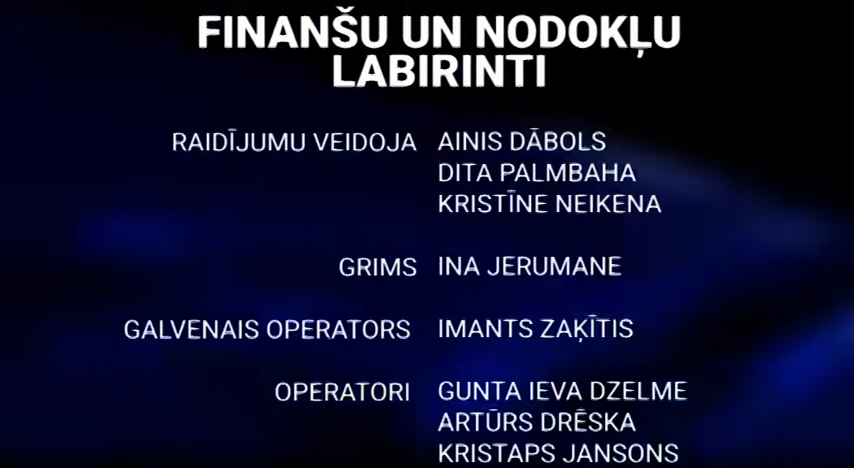 FINANŠU UN NODOKĻU
LABIRINTI
RAIDĪJUMU VEIDOJA AINIS DĀBOLS
DITA PALMBAHA
KRISTĪNE NEIKENA
GRIMS INA JERUMANE
GALVENAIS OPERATORS IMANTS ZAĶĪTIS
OPERATORI GUNTA IEVA DZELME
ARTŪRS DRĒSKA
KRISTAPS JANSONS